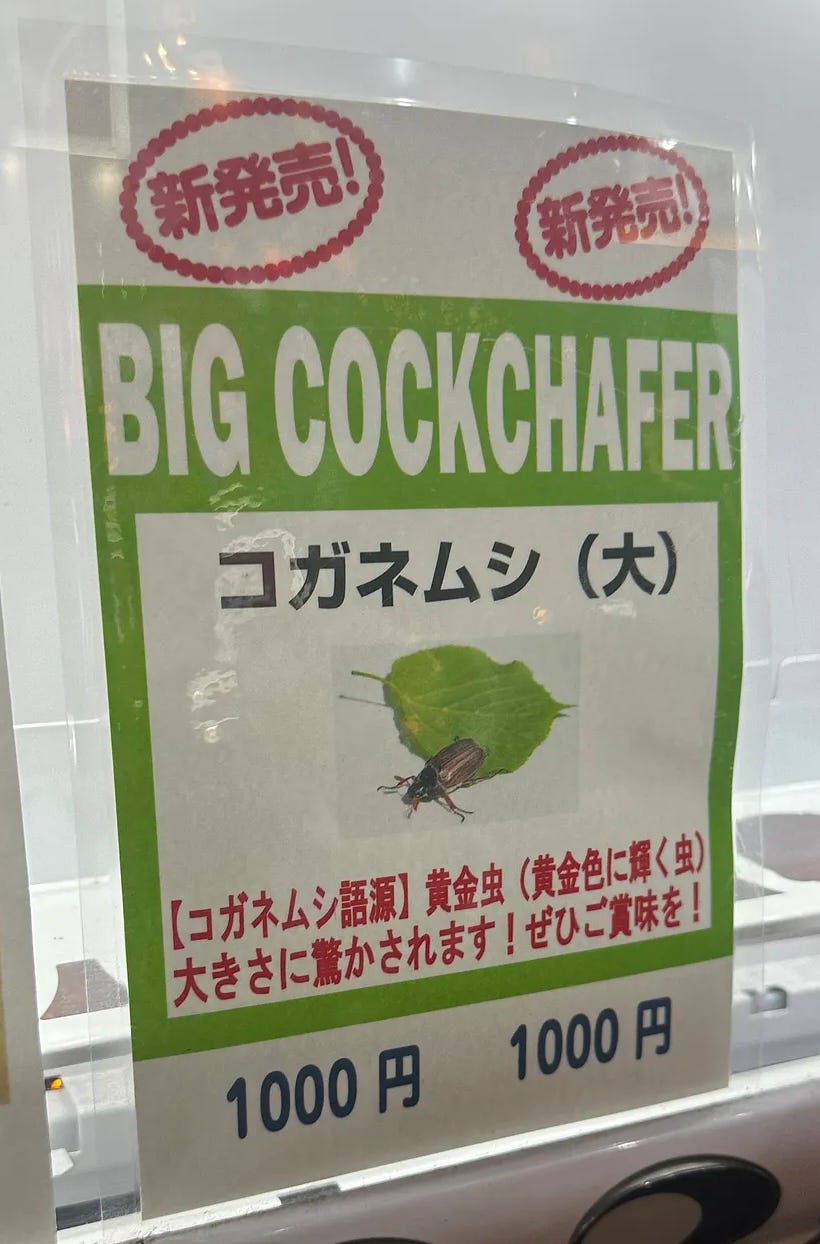 新発売!
新発売!
BIG COCKCHAFER
コガネムシ（大）
【コガネムシ語源】黄金虫（黄金色に輝く虫）
大きさに驚かされます！ぜひご賞味を！
1000 円
1000 円